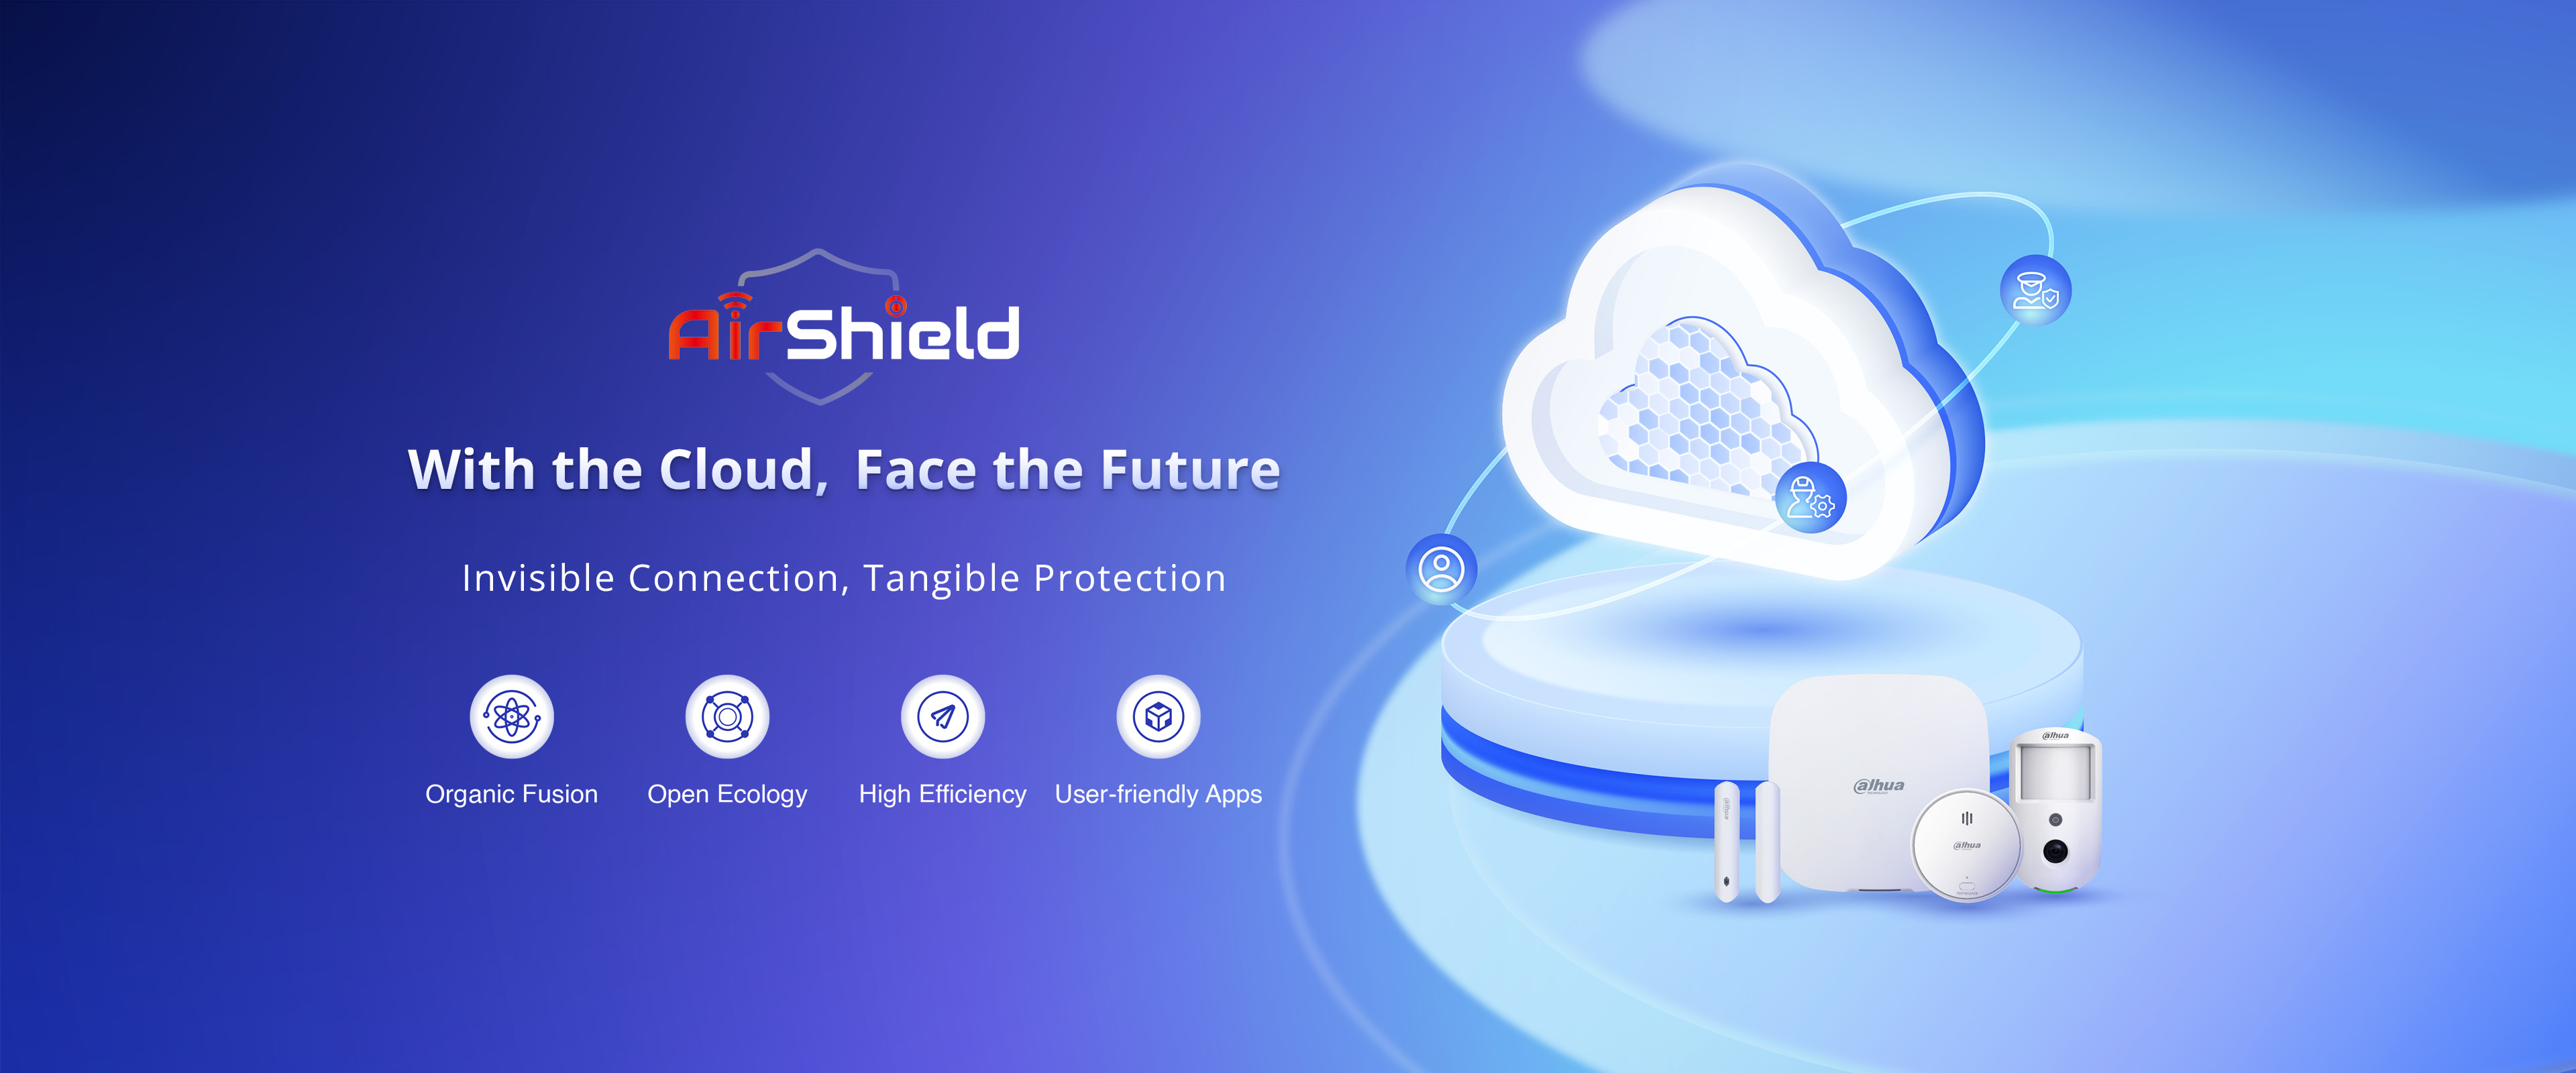 AirShield
With the Cloud, Face the Future
Invisible Connection, Tangible Protection
Organic Fusion
Open Ecology
High Efficiency
User-friendly Apps
alhua
alhua
alhua
alhua